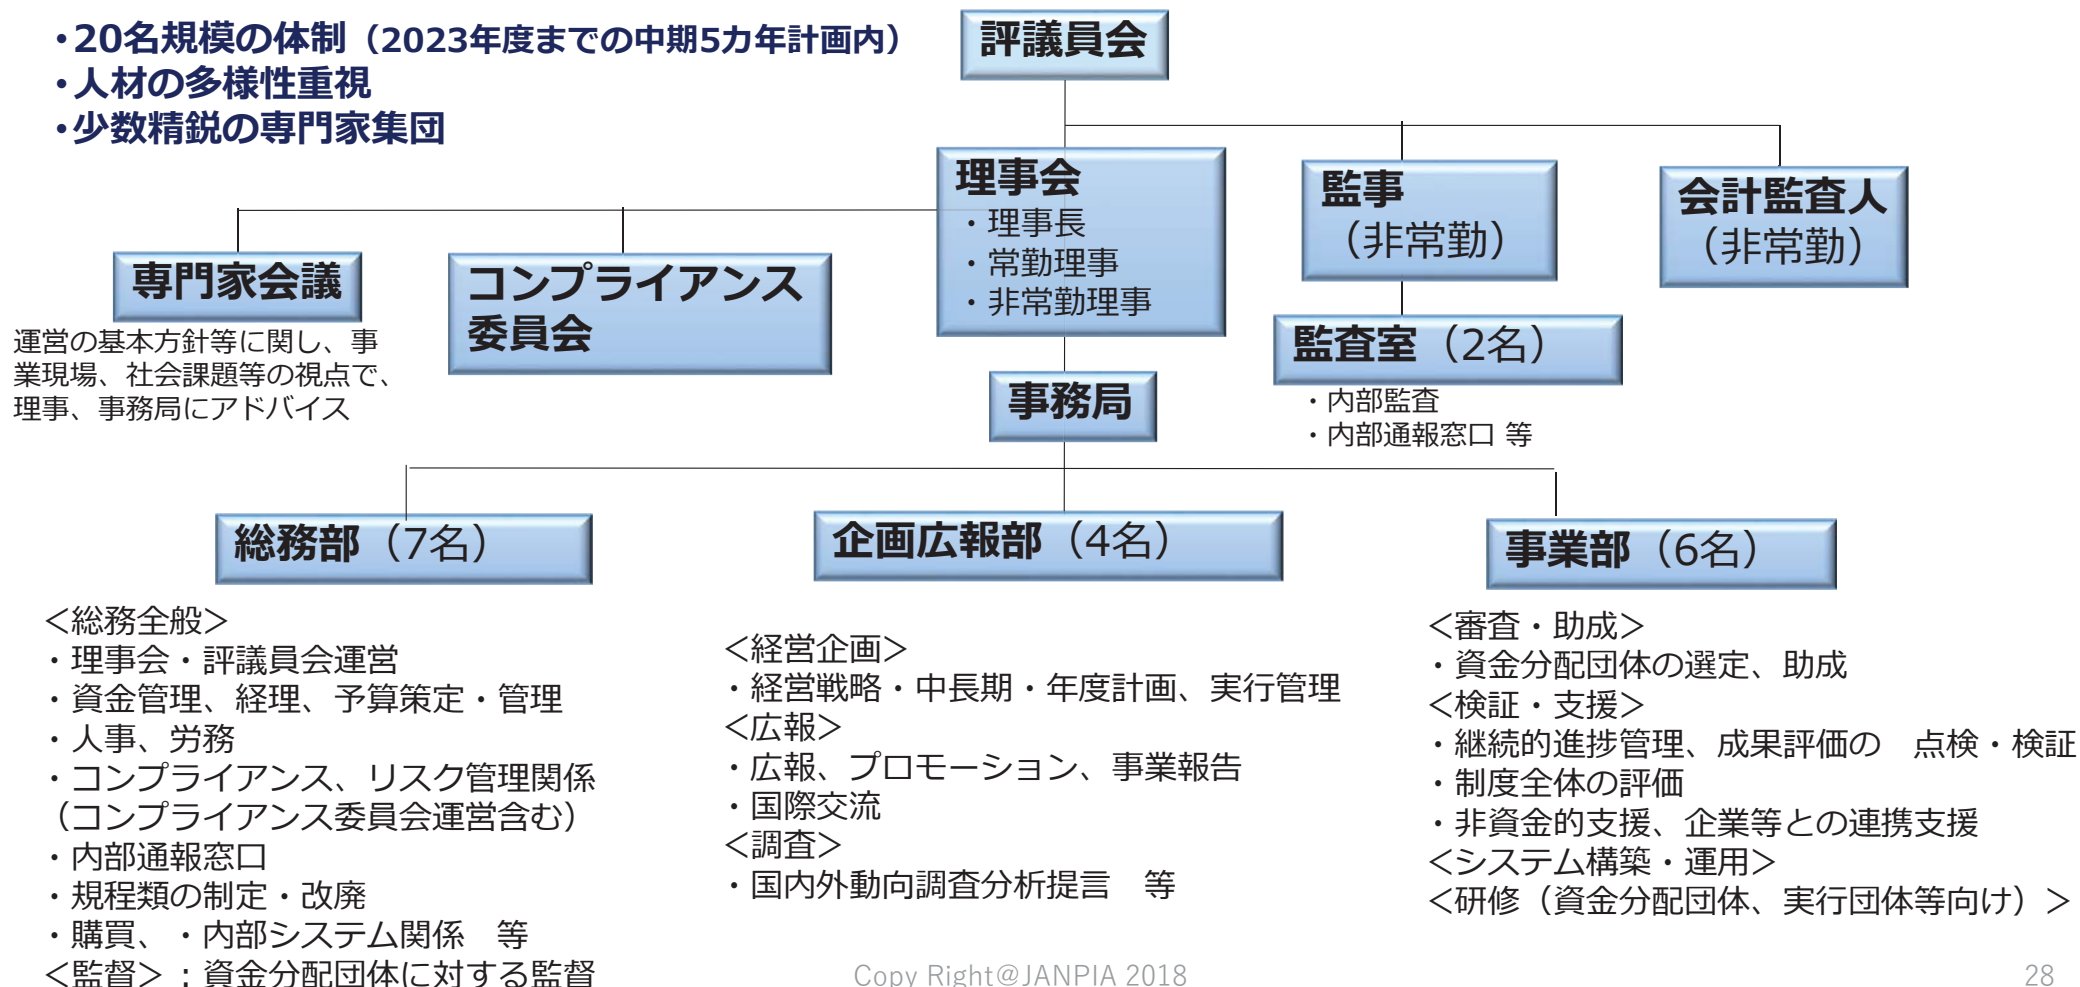 ・20名規模の体制（2023年度までの中期5カ年計画内）
・人材の多様性重視
・少数精鋭の専門家集団
評議員会
理事会
・理事長
・常勤理事
・非常勤理事
監事
（非常勤）
会計監査人
（非常勤）
専門家会議
運営の基本方針等に関し、事
業現場、社会課題等の視点で、
理事、事務局にアドバイス
コンプライアンス
委員会
監査室（2名）
・内部監査
・内部通報窓口 等
事務局
総務部（7名）
＜総務全般＞
・理事会・評議員会運営
・資金管理、経理、予算策定・管理
・人事、労務
・コンプライアンス、リスク管理関係
（コンプライアンス委員会運営含む）
・内部通報窓口
・規程類の制定・改廃
・購買、・内部システム関係　等
＜監督＞：資金分配団体に対する監督
企画広報部（4名）
＜経営企画＞
・経営戦略・中長期・年度計画、実行管理
＜広報＞
・広報、プロモーション、事業報告
・国際交流
＜調査＞
・国内外動向調査分析提言　等
事業部（6名）
＜審査・助成＞
・資金分配団体の選定、助成
＜検証・支援＞
・継続的進捗管理、成果評価の　点検・検証
・制度全体の評価
・非資金的支援、企業等との連携支援
＜システム構築・運用＞
＜研修（資金分配団体、実行団体等向け）＞
Copy Right@JANPIA 2018
28